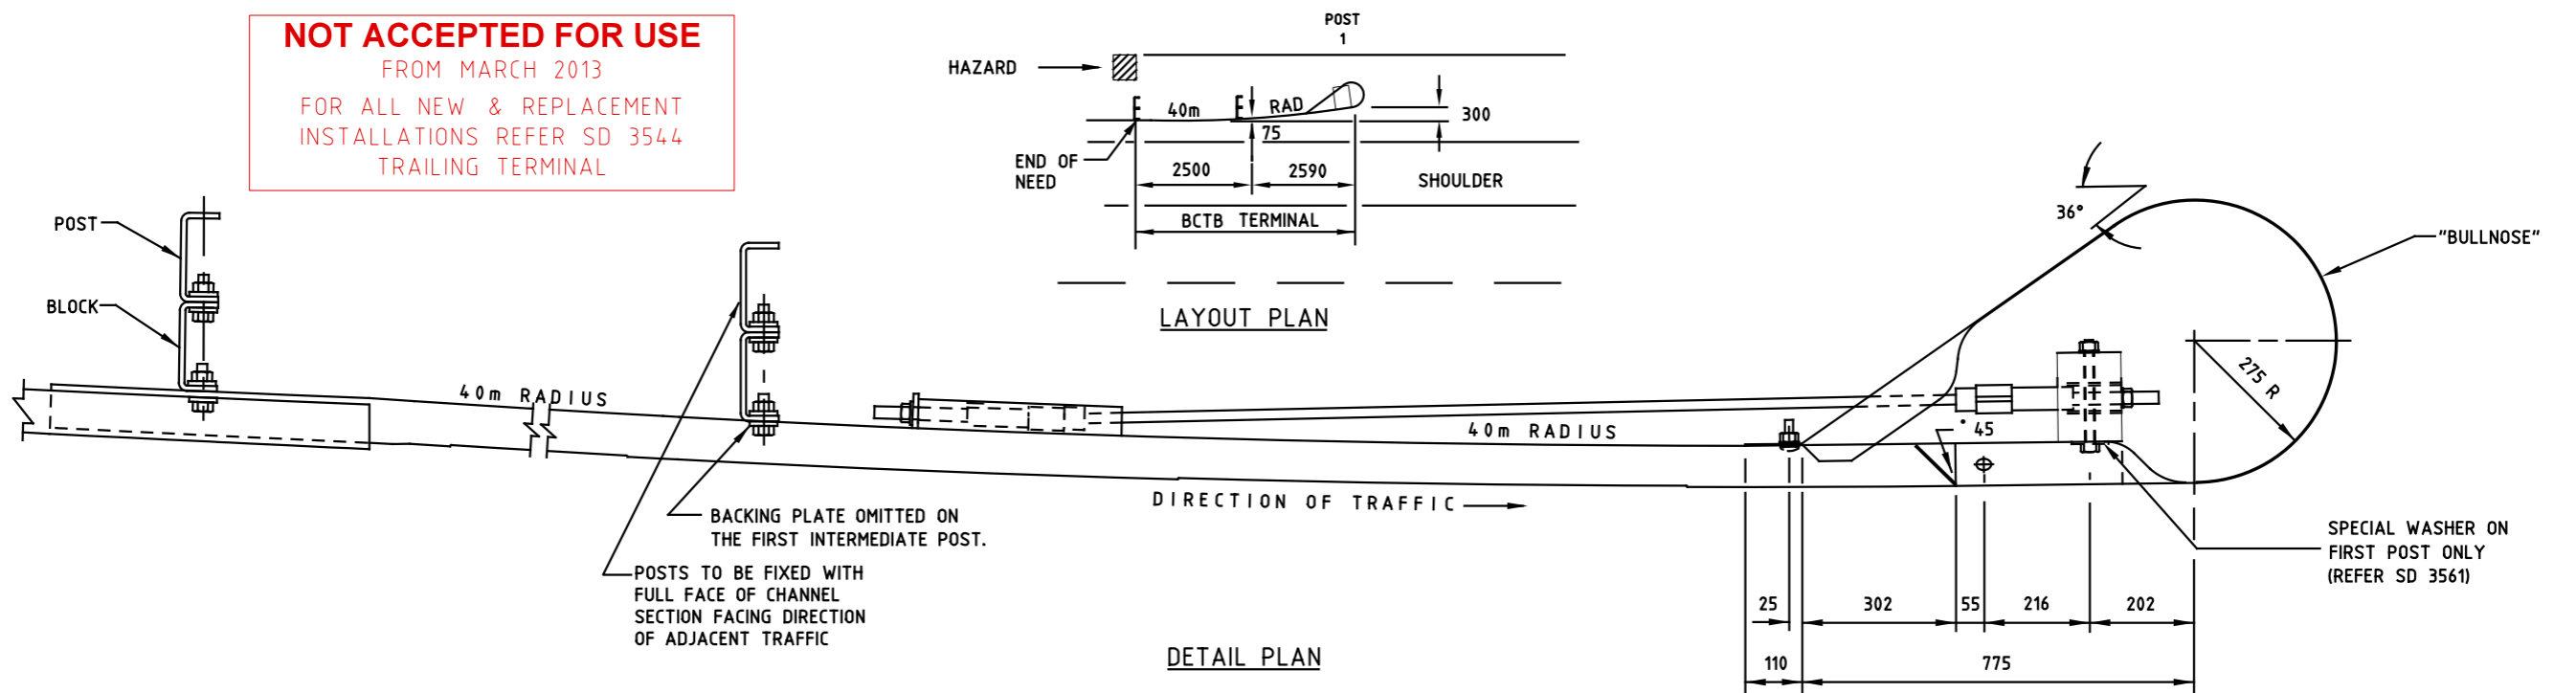 NOT ACCEPTED FOR USE
FROM MARCH 2013
FOR ALL NEW & REPLACEMENT
INSTALLATIONS REFER SD 3544
TRAILING TERMINAL
POST
1
HAZARD
40m
RAD
300
75
END OF
NEED
2500
2590
SHOULDER
BCTB TERMINAL
LAYOUT PLAN
POST
BLOCK
36°
"BULLNOSE"
275 R
40m RADIUS
40m RADIUS
° 45
DIRECTION OF TRAFFIC
BACKING PLATE OMITTED ON
THE FIRST INTERMEDIATE POST.
POSTS TO BE FIXED WITH
FULL FACE OF CHANNEL
SECTION FACING DIRECTION
OF ADJACENT TRAFFIC
SPECIAL WASHER ON
FIRST POST ONLY
(REFER SD 3561)
25
302
55
216
202
110
775
DETAIL PLAN